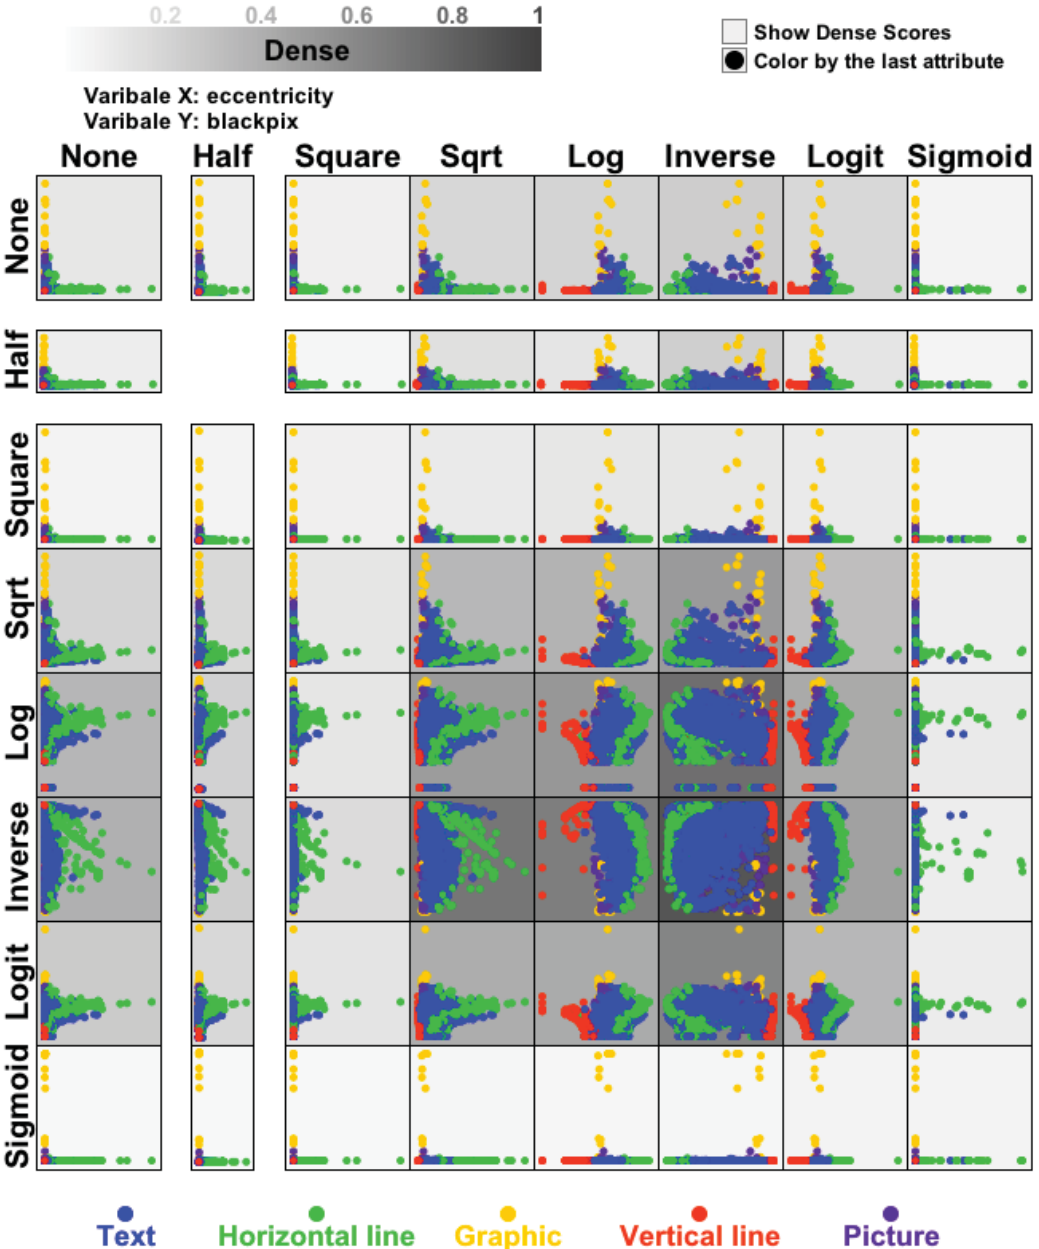 0.2 0.4 0.6 0.8 1
Dense
Show Dense Scores
Color by the last attribute
Varibale X: eccentricity
Varibale Y: blackpix
None Half Square Sqrt Log Inverse Logit Sigmoid
None
Half
Square
Sqrt
Log
Inverse
Logit
Sigmoid
Text Horizontal line Graphic Vertical line Picture